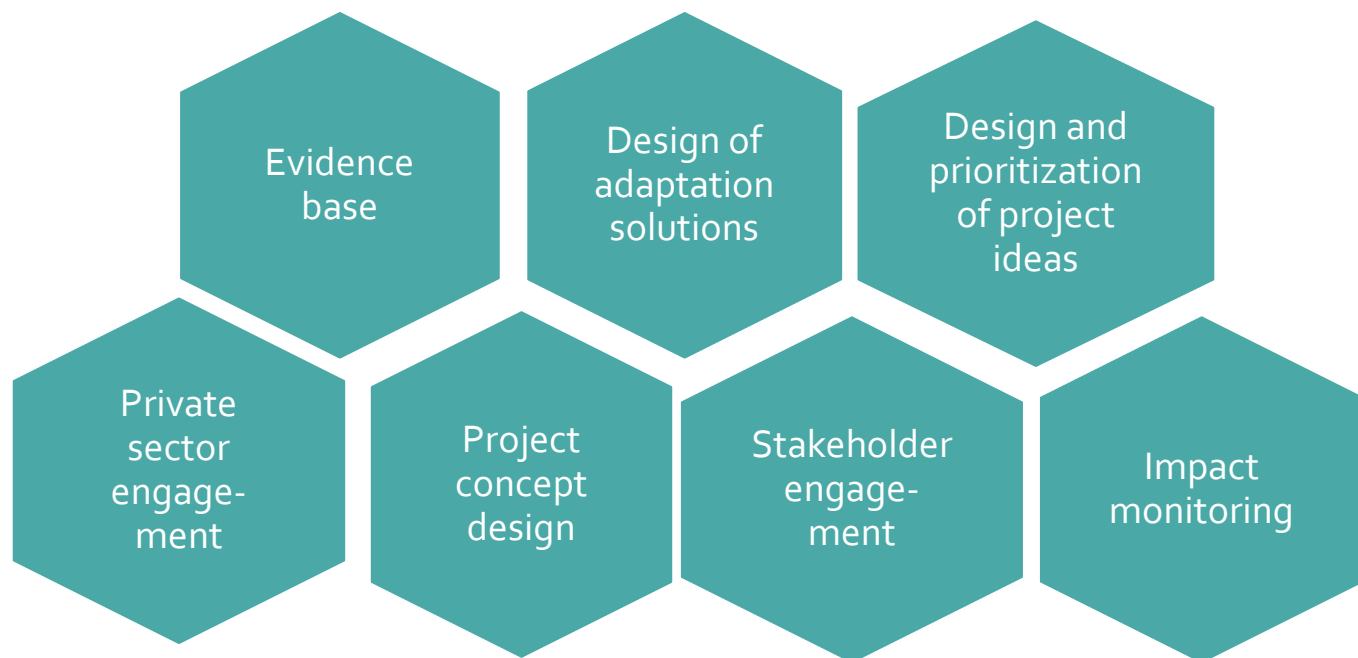 Evidence
base
Design of
adaptation
solutions
Design and
prioritization
of project
ideas
Private
sector
engage-
ment
Project
concept
design
Stakeholder
engage-
ment
Impact
monitoring